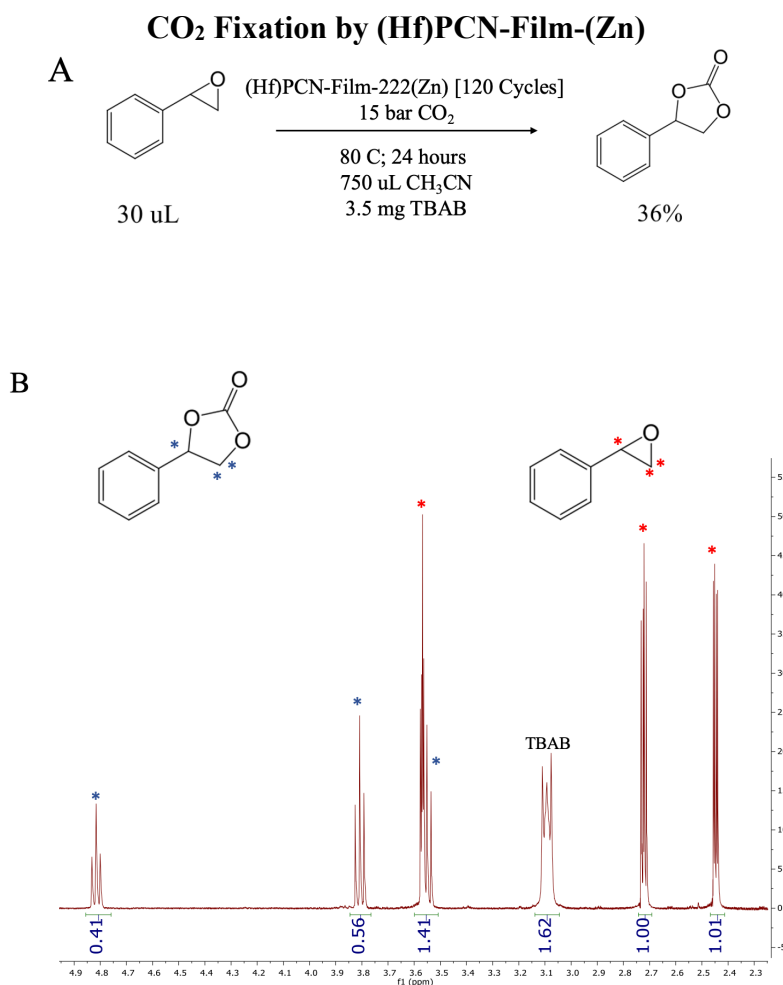 CO₂ Fixation by (Hf)PCN-Film-(Zn)
A
(Hf)PCN-Film-222(Zn) [120 Cycles]
15 bar CO₂
80 C; 24 hours
750 uL CH₃CN
3.5 mg TBAB
30 uL
36%
O
O
O
O
B
O
O
O
O
*
*
*
*
*
*
*
*
*
*
*
*
TBAB
0.41
0.56
1.41
1.62
1.00
1.01
4.9 4.8 4.7 4.6 4.5 4.4 4.3 4.2 4.1 4.0 3.9 3.8 3.7 3.6 3.5 3.4 3.3 3.2 3.1 3.0 2.9 2.8 2.7 2.6 2.5 2.4 2.3
f1 (ppm)